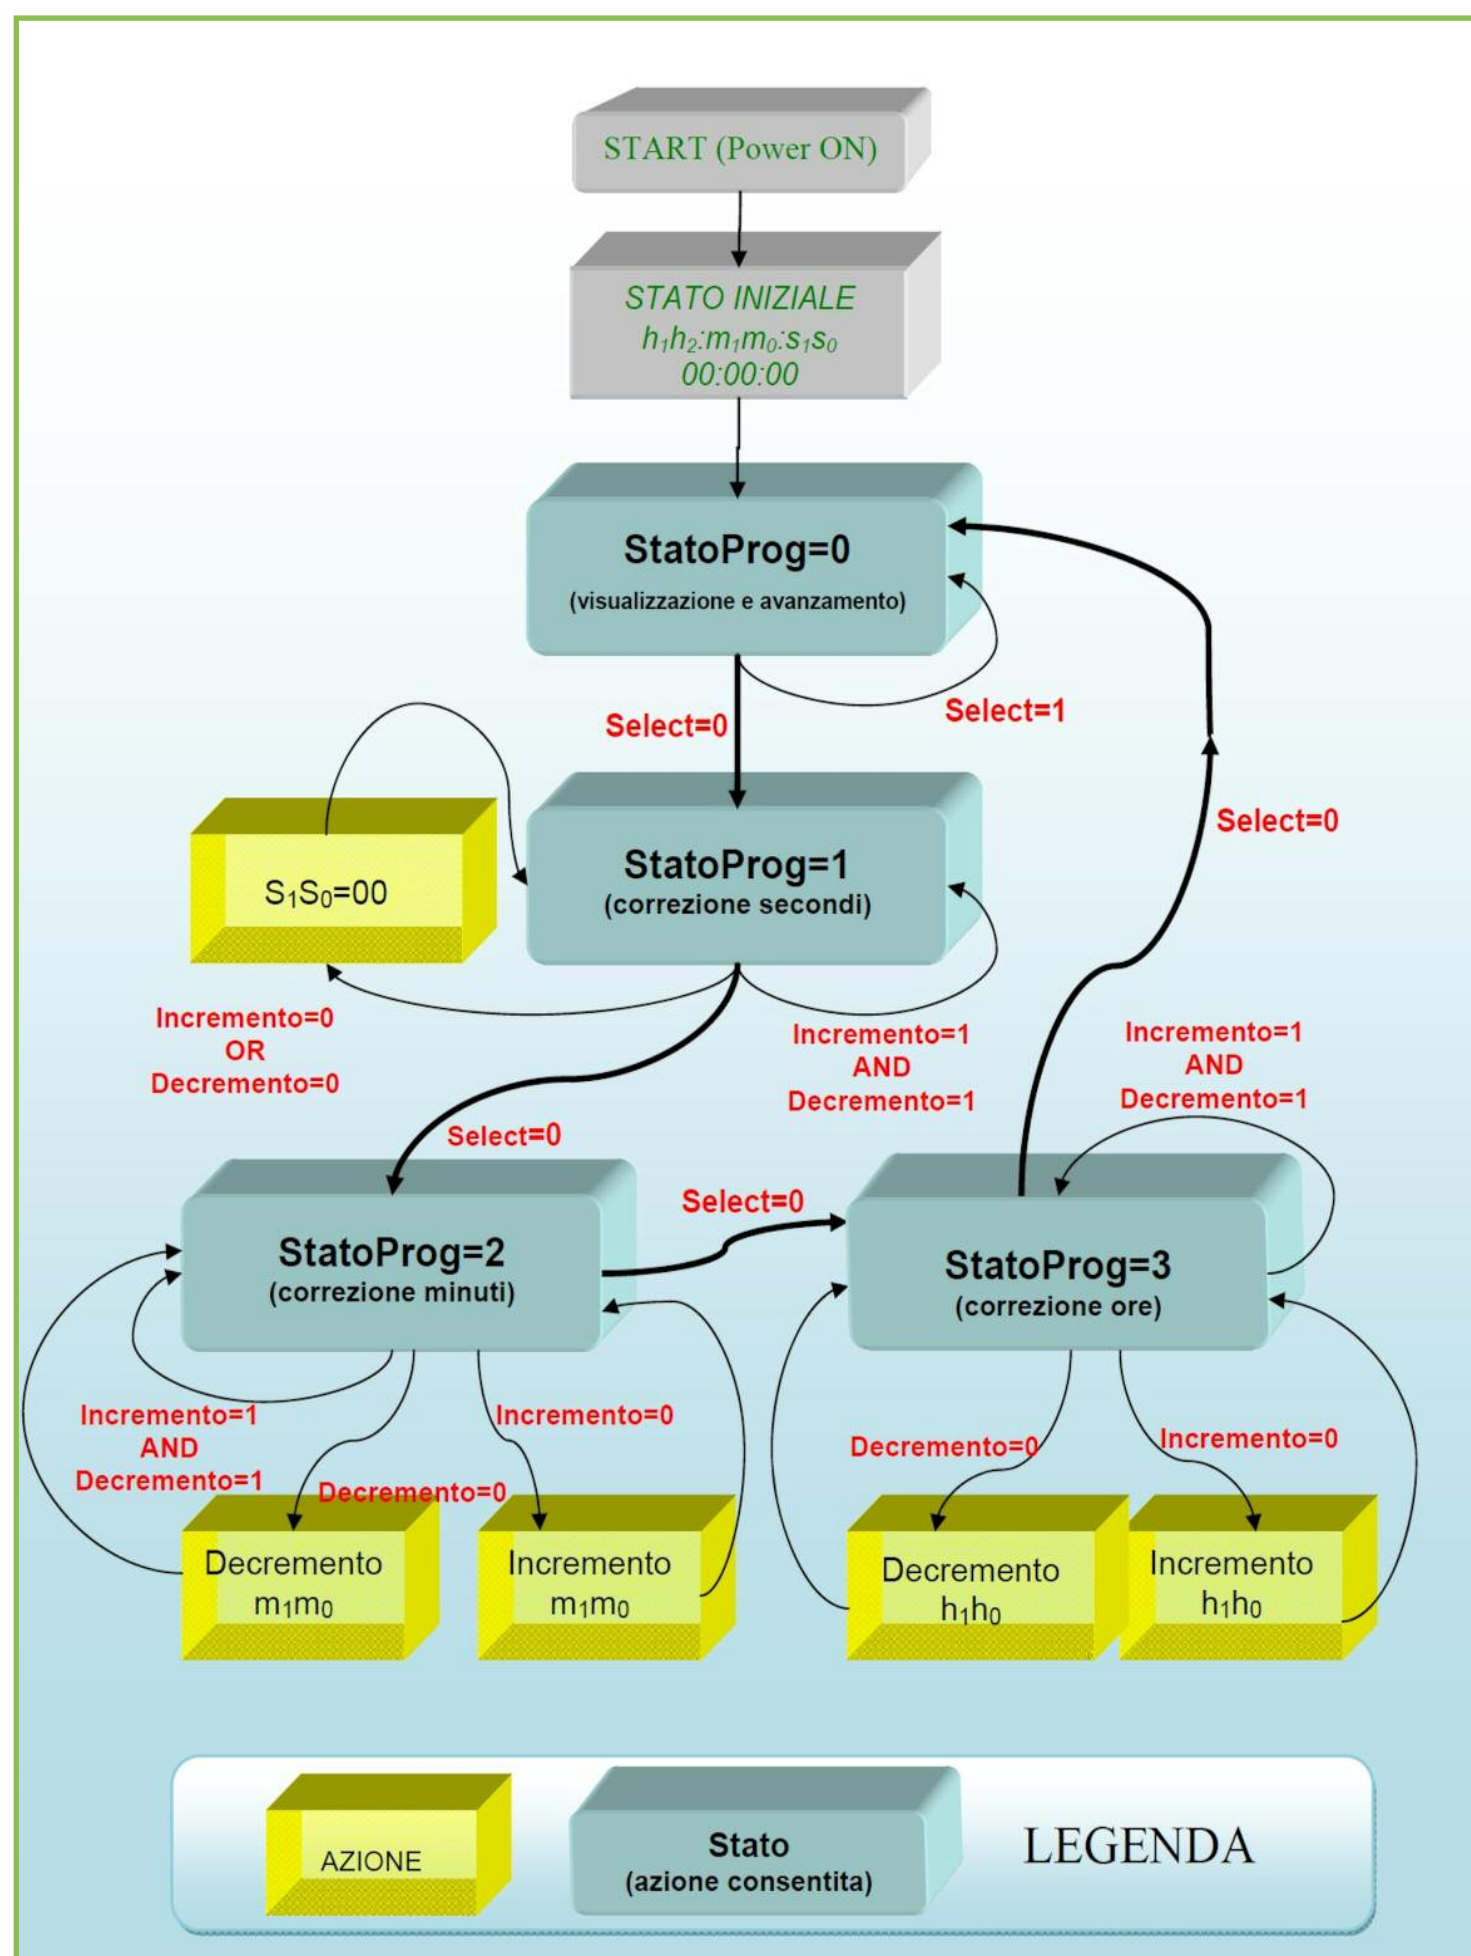 START (Power ON)
STATO INIZIALE
h₁h₂:m₁m₀:s₁s₀
00:00:00
StatoProg=0
(visualizzazione e avanzamento)
Select=0
Select=1
Select=0
S₁S₀=00
StatoProg=1
(correzione secondi)
Incremento=0
OR
Decremento=0
Incremento=1
AND
Decremento=1
Incremento=1
AND
Decremento=1
Select=0
Select=0
StatoProg=2
(correzione minuti)
StatoProg=3
(correzione ore)
Incremento=1
AND
Decremento=1
Incremento=0
Decremento=0
Decremento=0
Incremento=0
Decremento
m₁m₀
Incremento
m₁m₀
Decremento
h₁h₀
Incremento
h₁h₀
AZIONE
Stato
(azione consentita)
LEGENDA